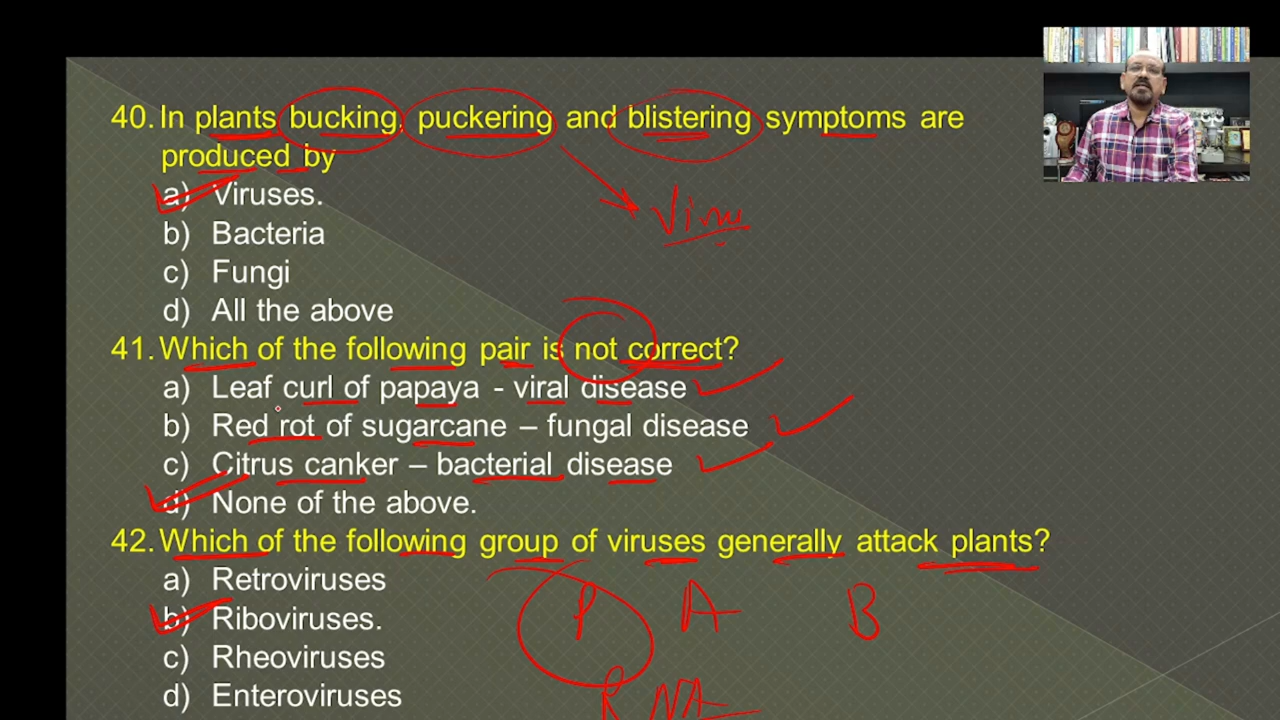 40. In plants bucking puckering and blistering symptoms are
produced by
a) Viruses.
Virus
b) Bacteria
c) Fungi
d) All the above
41. Which of the following pair is not correct?
a) Leaf curl of papaya - viral disease
b) Red rot of sugarcane – fungal disease
c) Citrus canker – bacterial disease
d) None of the above.
42. Which of the following group of viruses generally attack plants?
a) Retroviruses
b) Riboviruses.
P A B
c) Rheoviruses
d) Enteroviruses
RNA